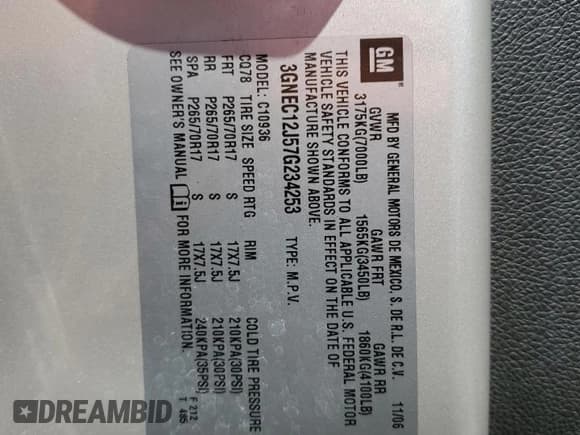 GM
MFD BY GENERAL MOTORS DE MEXICO, S. DE R.L. DE C.V. 11/06
GVWR GAWR FRT GAWR RR
3175KG(7000LB) 1565KG(3450LB) 1860KG(4100LB)
THIS VEHICLE CONFORMS TO ALL APPLICABLE U.S. FEDERAL MOTOR
VEHICLE SAFETY STANDARDS IN EFFECT ON THE DATE OF
MANUFACTURE SHOWN ABOVE.
3GNEC12J57G234253 TYPE: M.P.V.
MODEL: C10936
CQ78 TIRE SIZE SPEED RTG RIM COLD TIRE PRESSURE
FRT P265/70R17 S 17X7.5J 210KPA(30PSI)
RR P265/70R17 S 17X7.5J 210KPA(30PSI)
SPA P265/70R17 S 17X7.5J 240KPA(35PSI)
SEE OWNER'S MANUAL FOR MORE INFORMATION.
F 212
T 485
DREAMBID